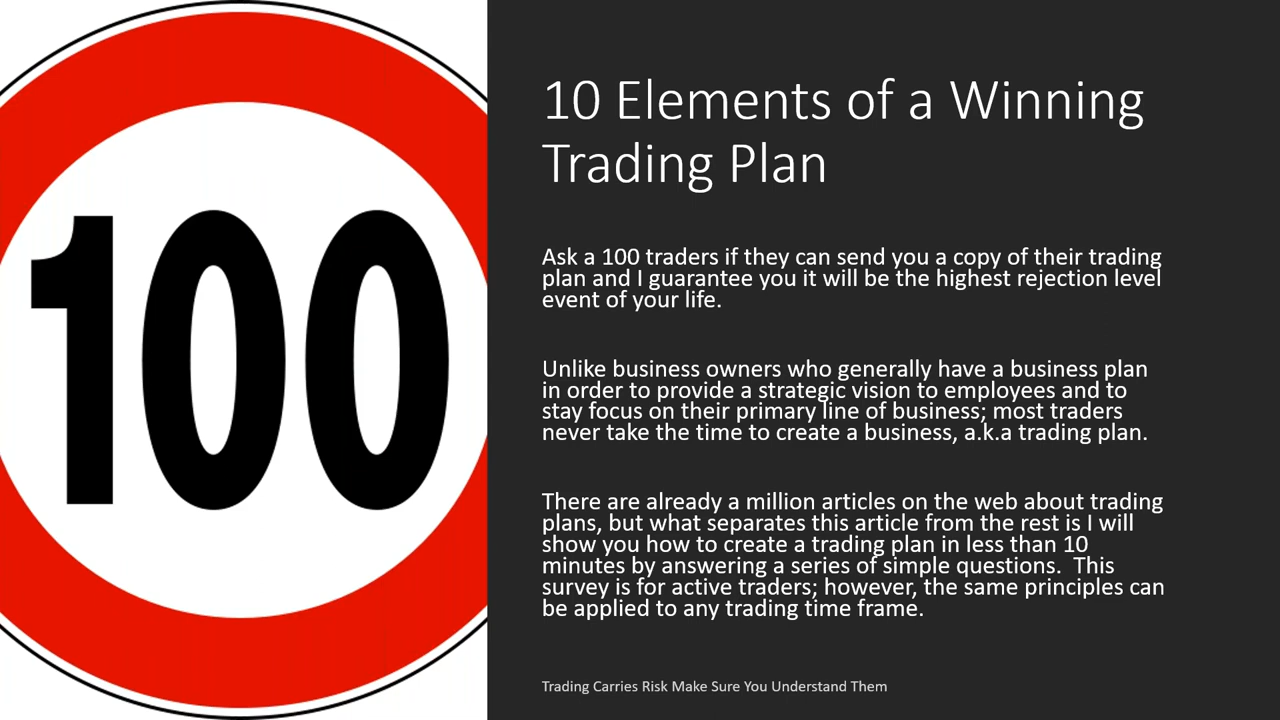 100
10 Elements of a Winning
Trading Plan
Ask a 100 traders if they can send you a copy of their trading
plan and I guarantee you it will be the highest rejection level
event of your life.
Unlike business owners who generally have a business plan
in order to provide a strategic vision to employees and to
stay focus on their primary line of business; most traders
never take the time to create a business, a.k.a trading plan.
There are already a million articles on the web about trading
plans, but what separates this article from the rest is I will
show you how to create a trading plan in less than 10
minutes by answering a series of simple questions.  This
survey is for active traders; however, the same principles can
be applied to any trading time frame.
Trading Carries Risk Make Sure You Understand Them